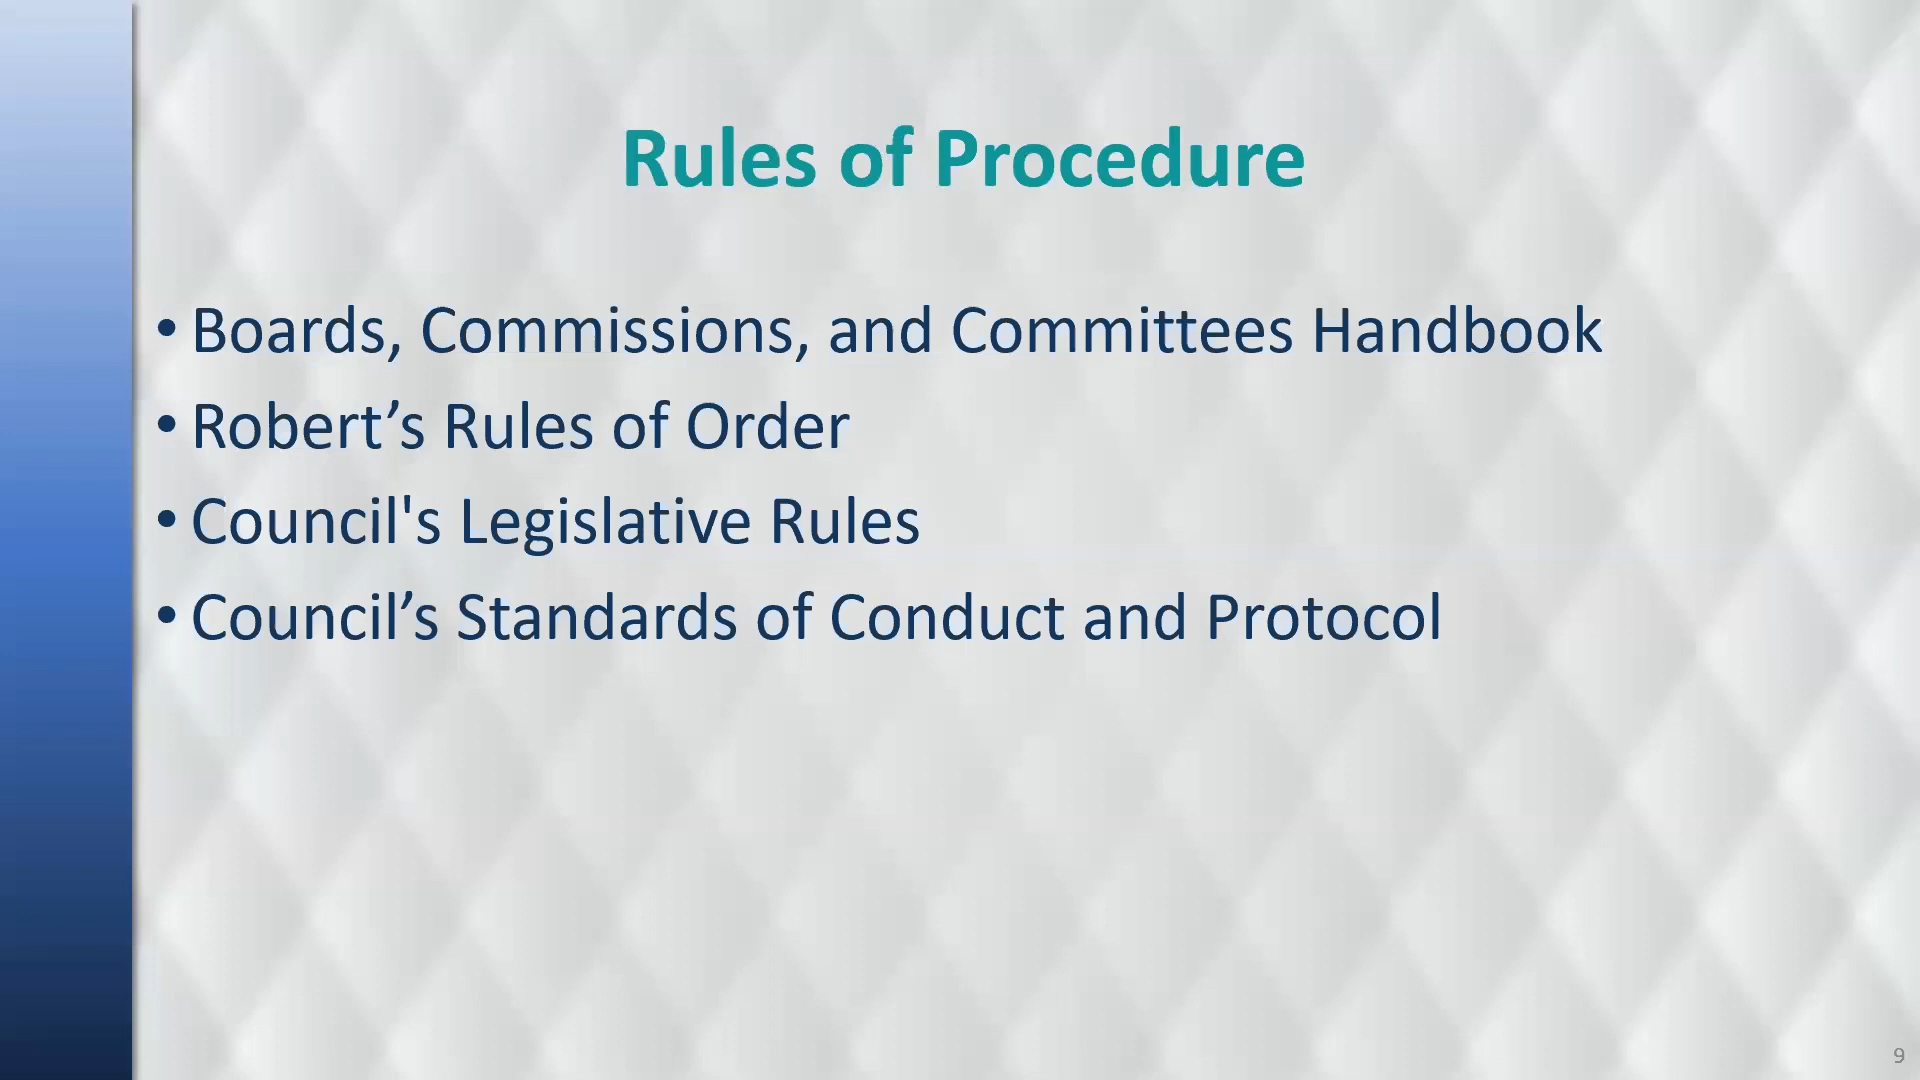 Rules of Procedure
• Boards, Commissions, and Committees Handbook
• Robert’s Rules of Order
• Council's Legislative Rules
• Council’s Standards of Conduct and Protocol
9